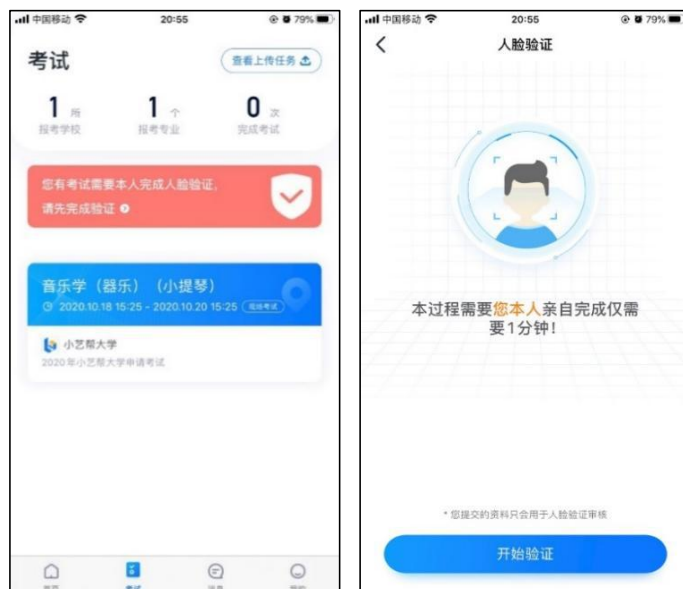 中国移动 20:55 79%
考试 查看上传任务
1 所 1 个 0 次
报考学校 报考专业 完成考试
您有考试需要本人完成人脸验证,
请先完成验证
音乐学（器乐）（小提琴）
2020.10.18 15:25 - 2020.10.20 15:25
小艺帮大学
2020年小艺帮大学申请考试
考试
中国移动 20:55 79%
人脸验证
本过程需要您本人亲自完成仅需
要1分钟!
* 您提交的资料只会用于人脸验证审核
开始验证